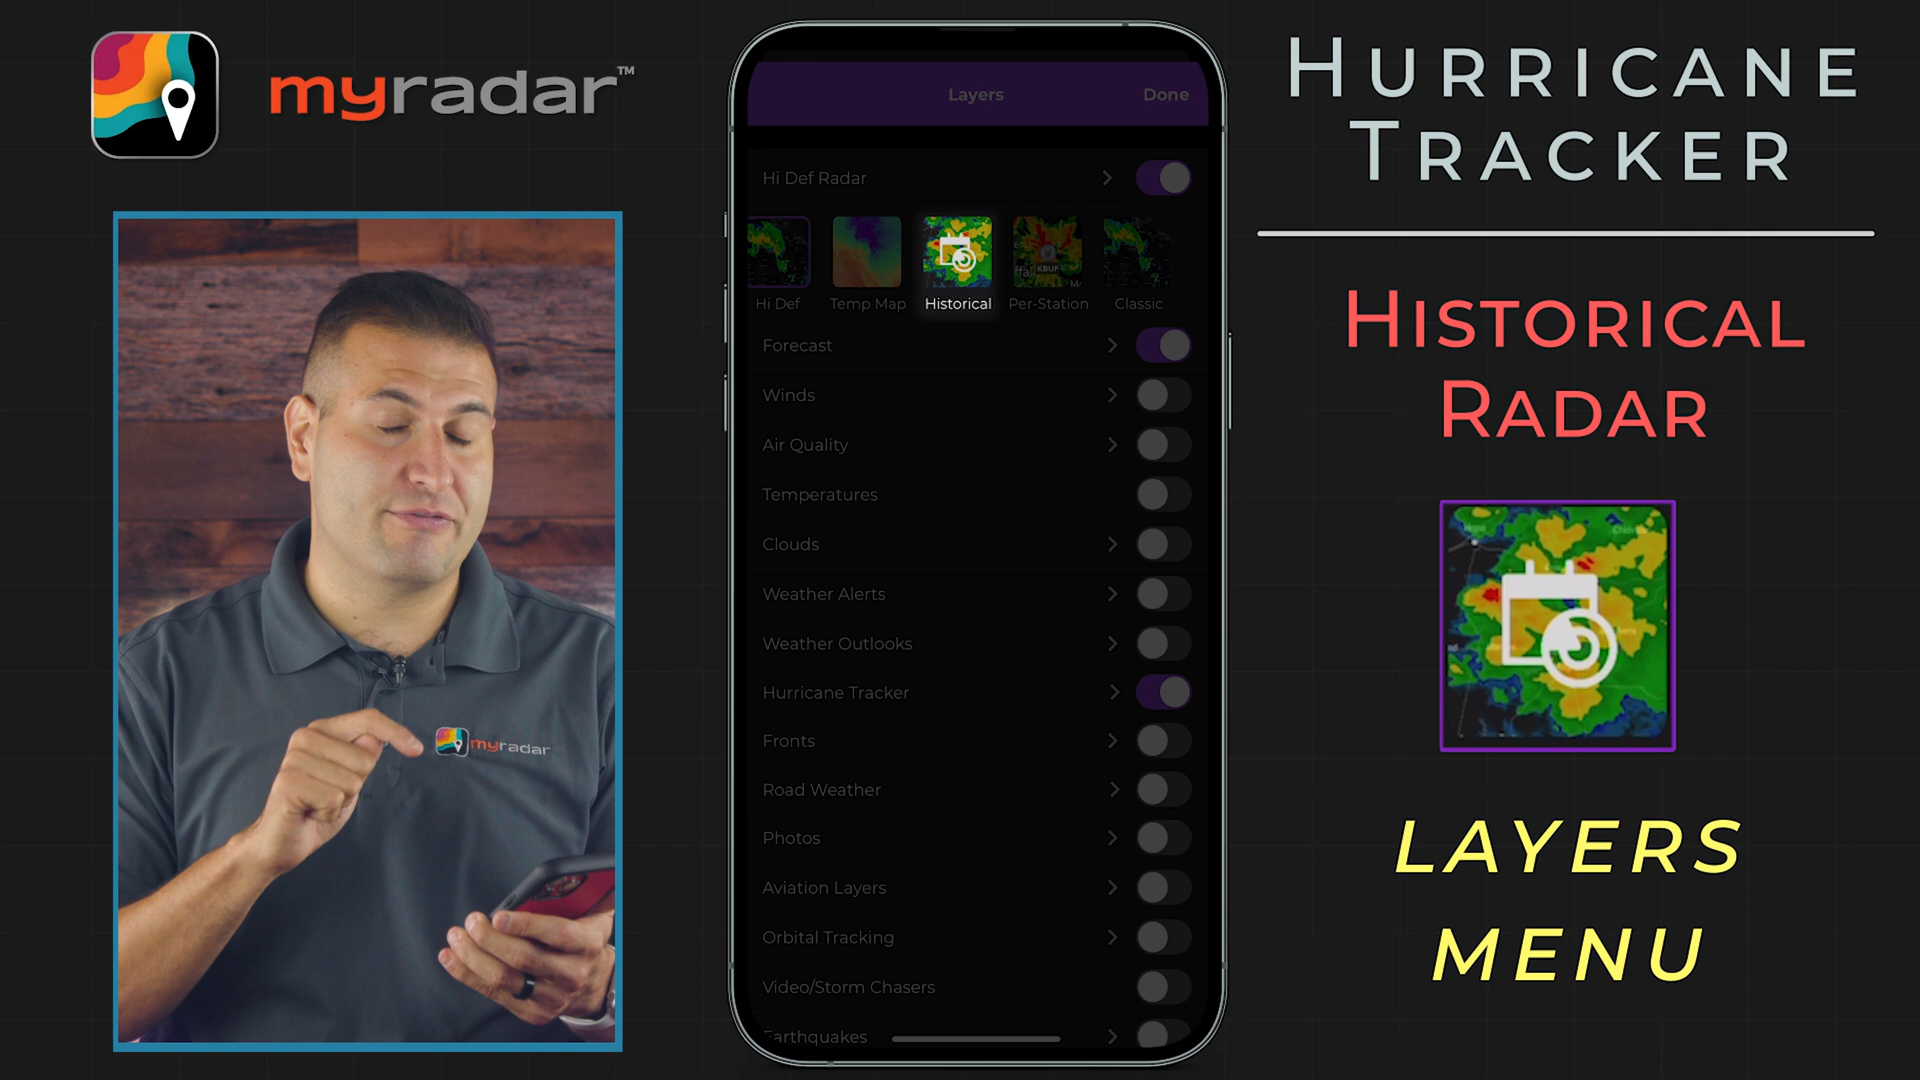 myradar™
myradar
Layers
Done
Hi Def Radar
Hi Def
Temp Map
Historical
Per-Station
Classic
KBUF
Forecast
Winds
Air Quality
Temperatures
Clouds
Weather Alerts
Weather Outlooks
Hurricane Tracker
Fronts
Road Weather
Photos
Aviation Layers
Orbital Tracking
Video/Storm Chasers
Earthquakes
HURRICANE
TRACKER
HISTORICAL
RADAR
LAYERS
MENU